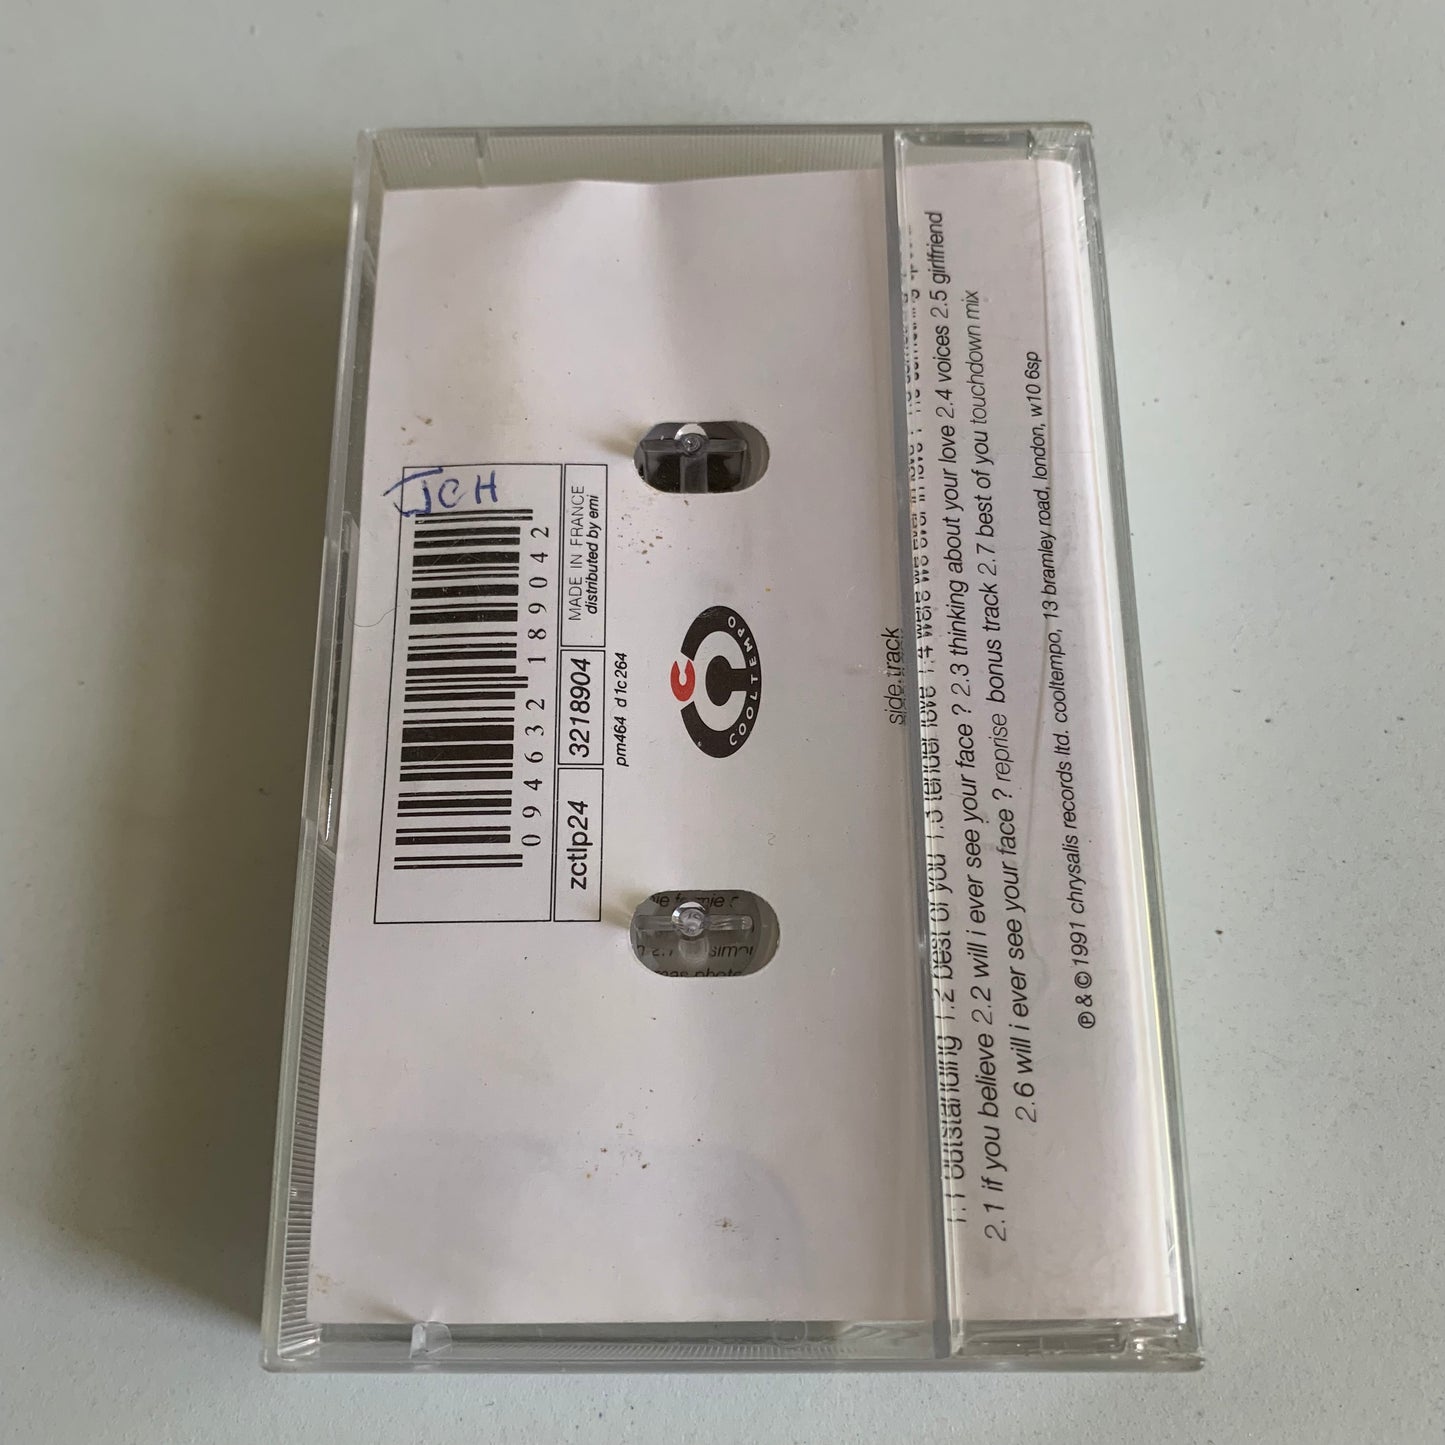 JCH
0 94632 18904 2
MADE IN FRANCE
distributed by emi
3218904
zctlp24
pm464 d1c264
C
COOLTEMPO
side.track
1.1 outstanding 1.2 best of you 1.3 tender love 1.4 were we ever in love
2.1 if you believe 2.2 will i ever see your face ? 2.3 thinking about your love 2.4 voices 2.5 girlfriend
2.6 will i ever see your face ? reprise bonus track 2.7 best of you touchdown mix
℗ & © 1991 chrysalis records ltd. cooltempo, 13 bramley road, london, w10 6sp